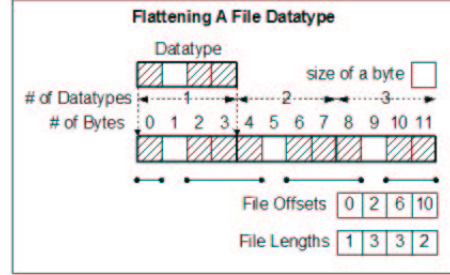 Flattening A File Datatype
Datatype
size of a byte
# of Datatypes 1 2 3
# of Bytes 0 1 2 3 4 5 6 7 8 9 10 11
File Offsets 0 2 6 10
File Lengths 1 3 3 2